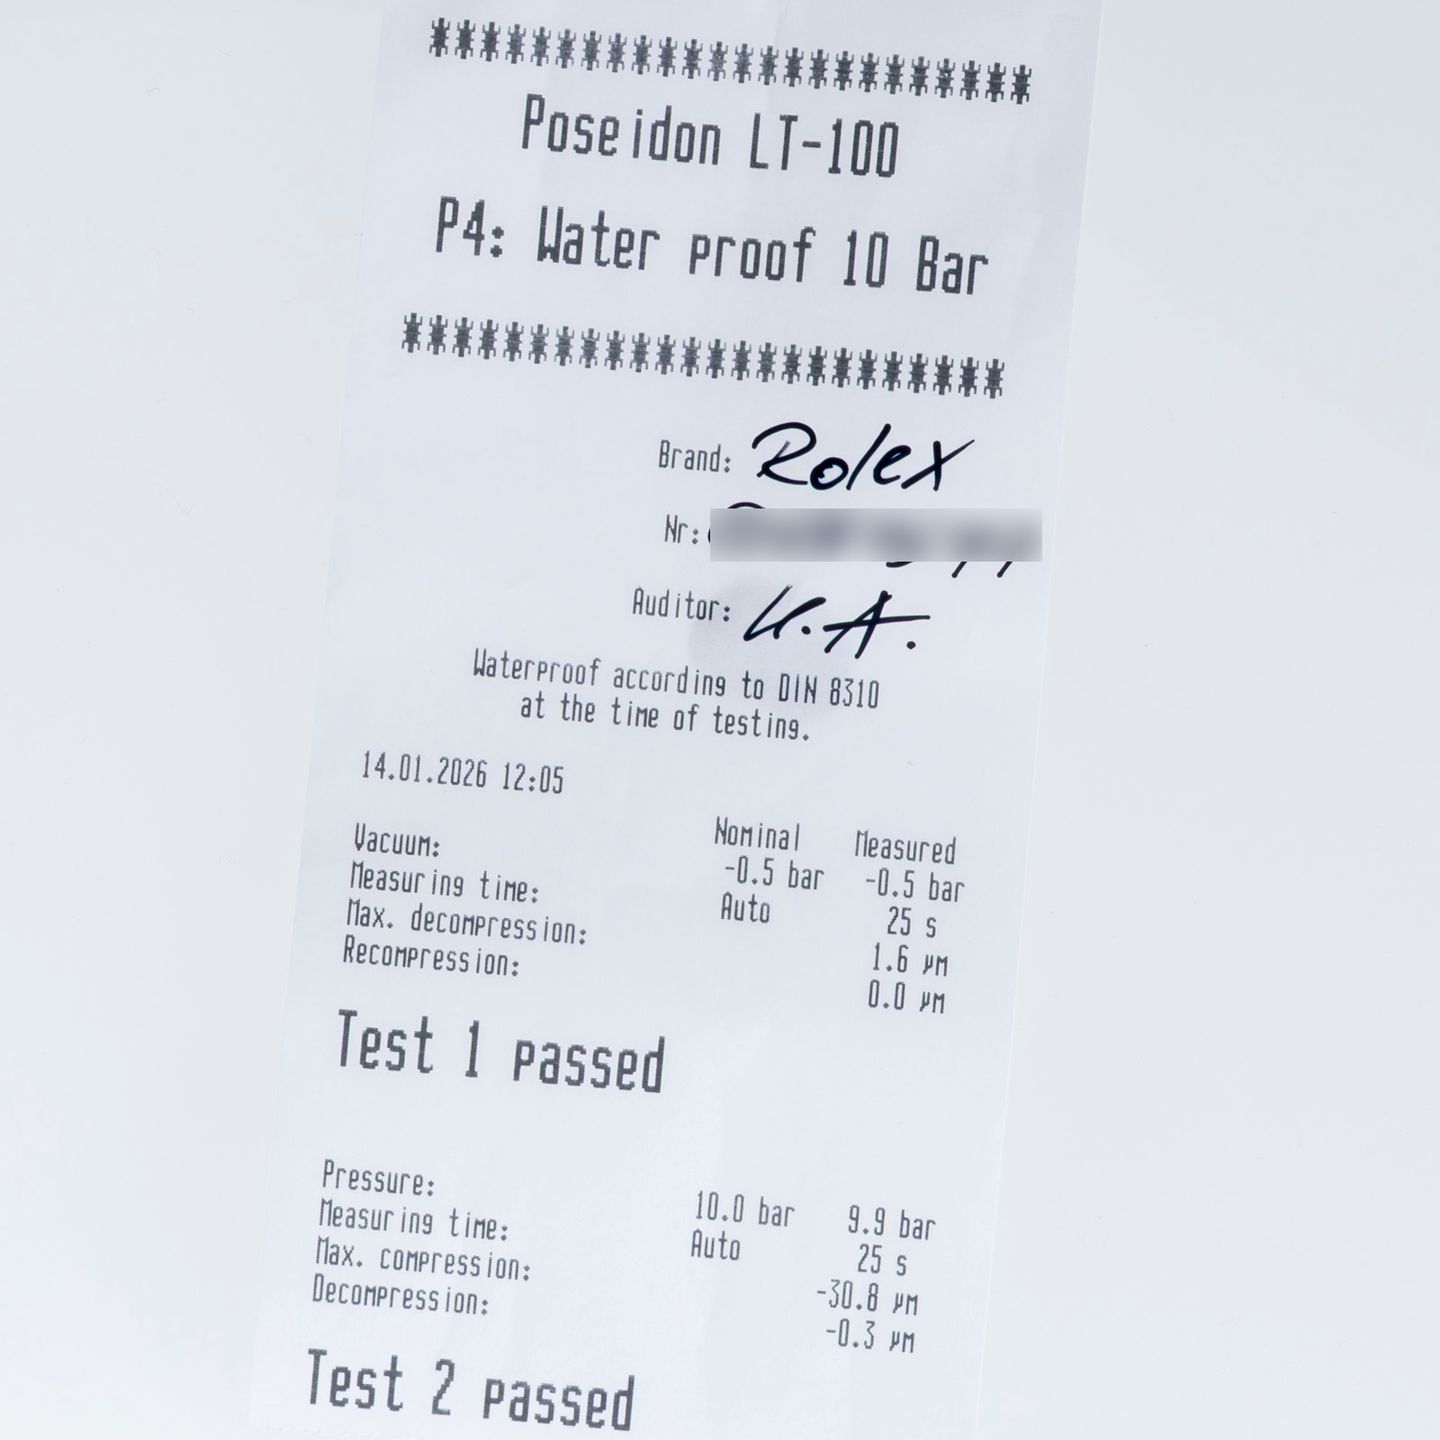 Poseidon LT-100
P4: Water proof 10 Bar
Brand: Rolex
Nr:
Auditor: K.A.
Waterproof according to DIN 8310
at the time of testing.
14.01.2026 12:05
Nominal Measured
Vacuum: -0.5 bar -0.5 bar
Measuring time: Auto 25 s
Max. decompression: 1.6 µm
Recompression: 0.0 µm
Test 1 passed
Pressure: 10.0 bar 9.9 bar
Measuring time: Auto 25 s
Max. compression: -30.8 µm
Decompression: -0.3 µm
Test 2 passed